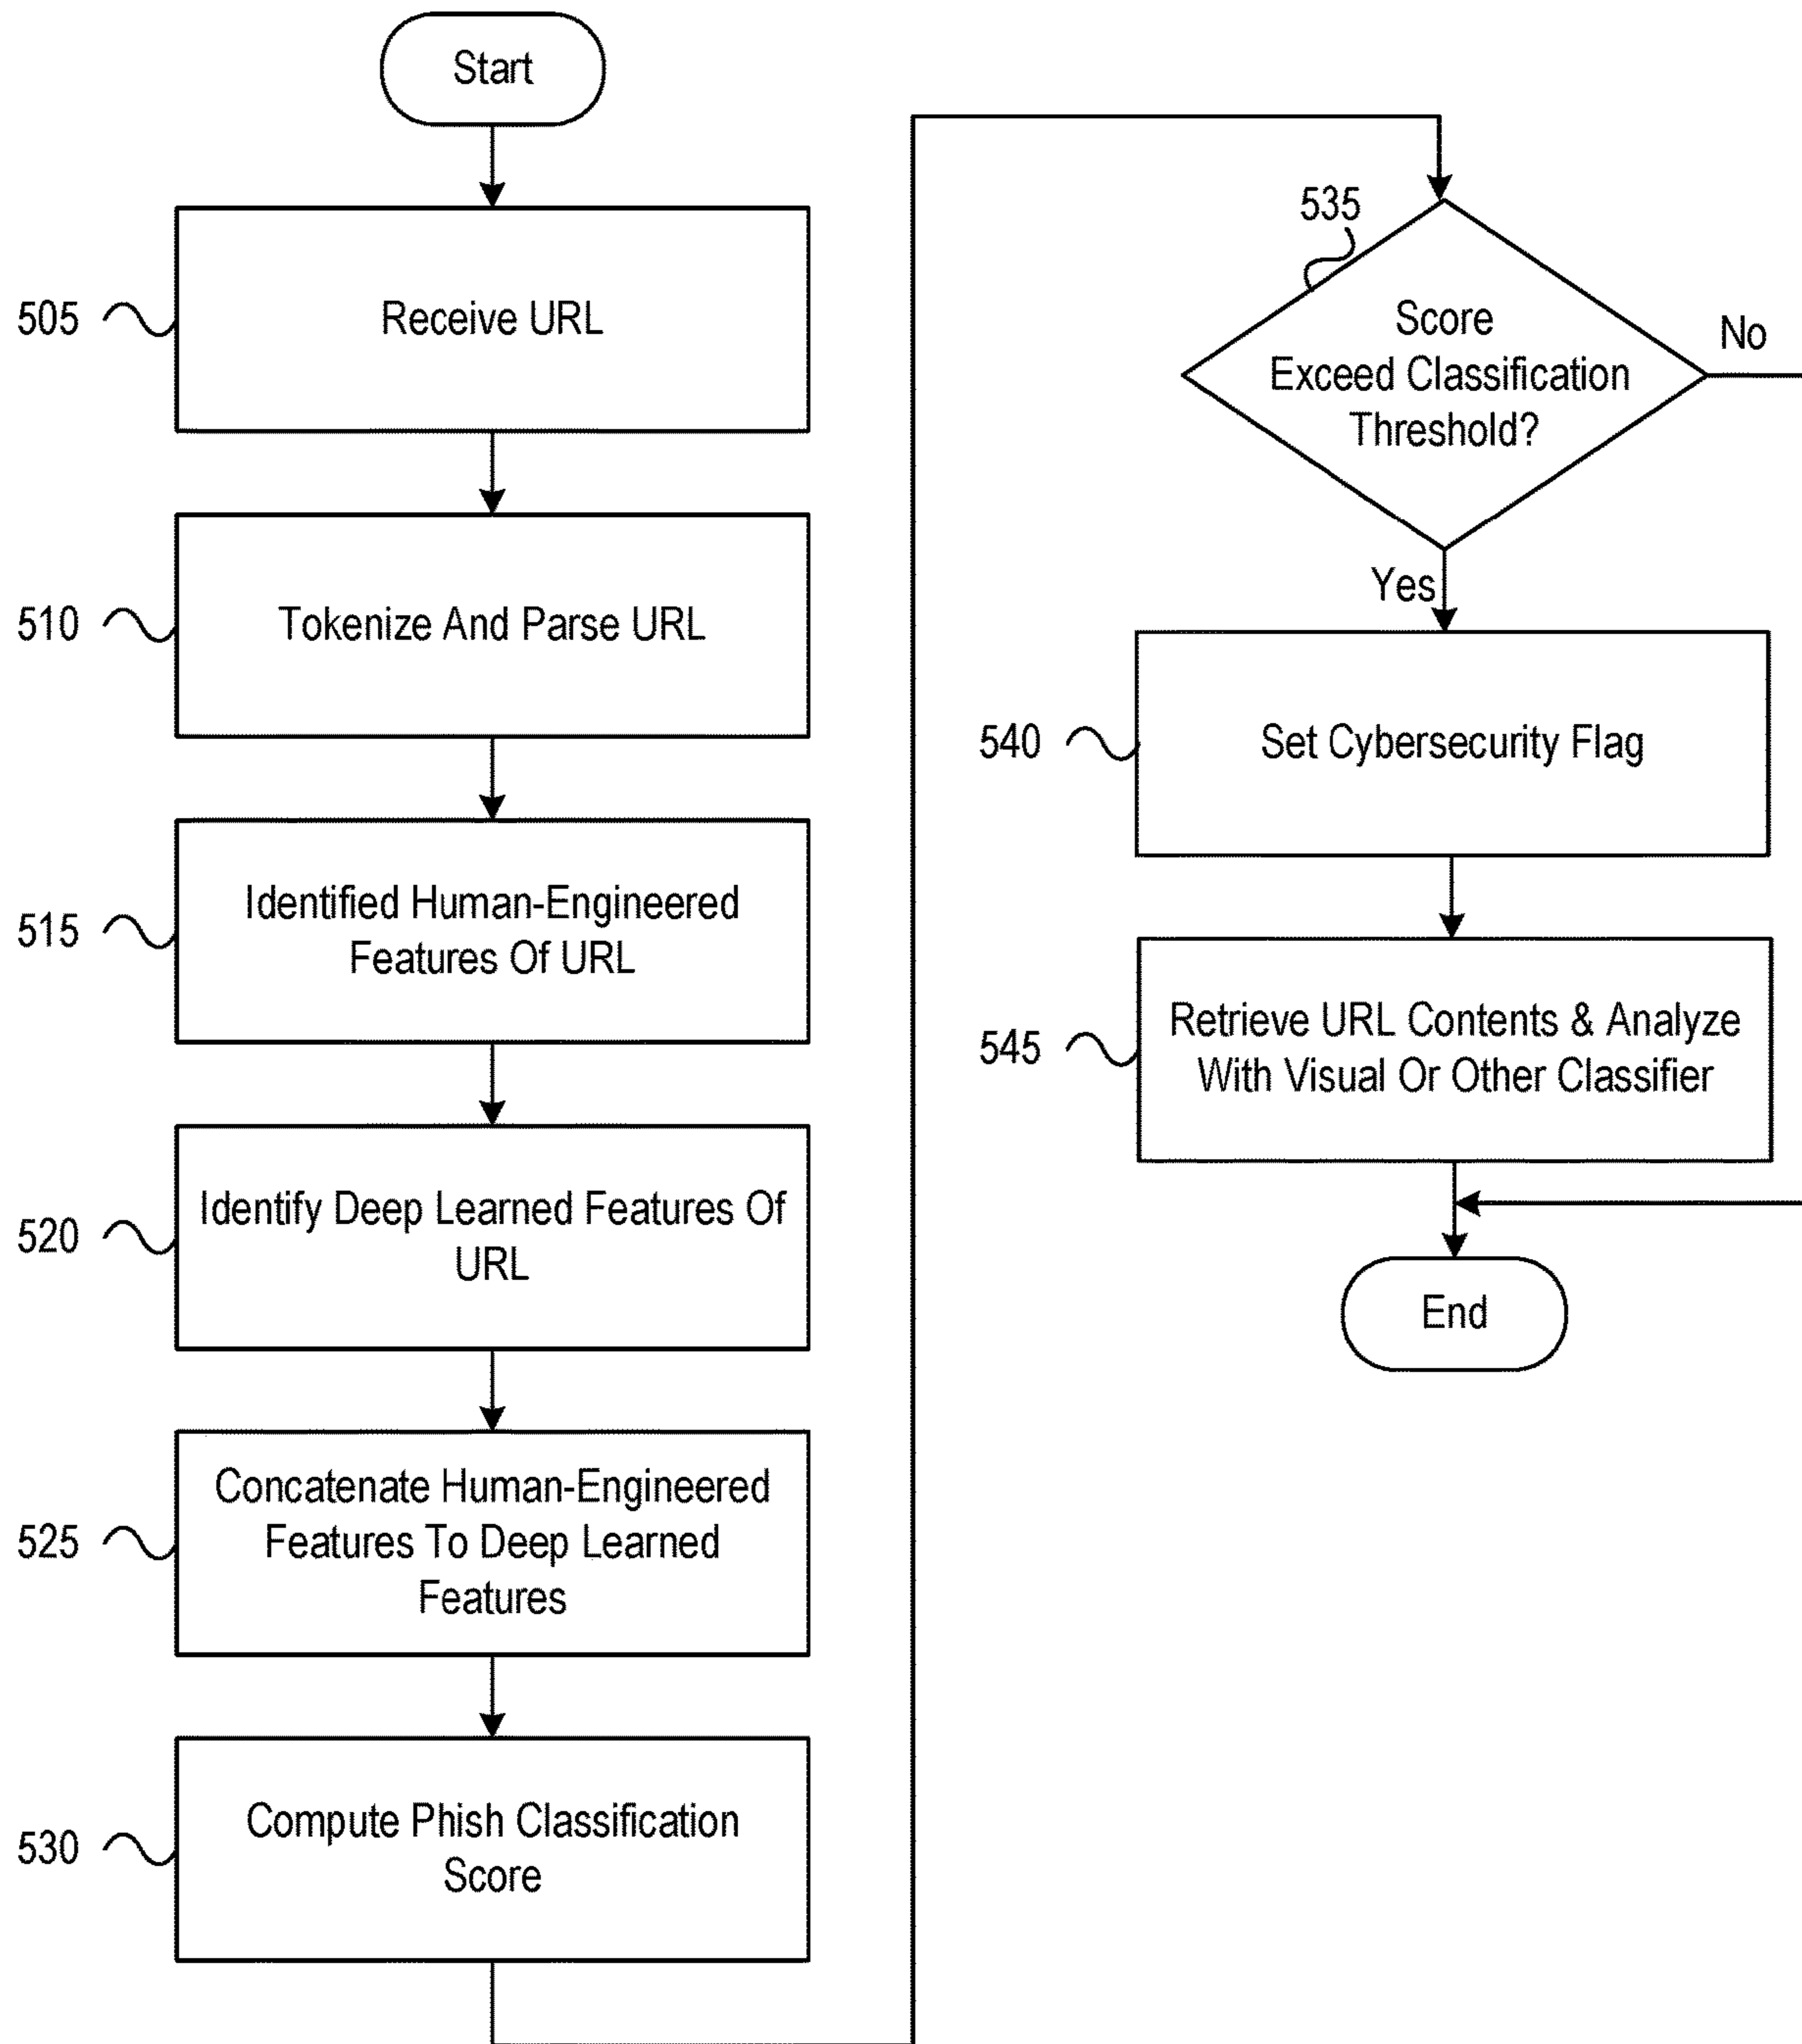 Start
505
Receive URL
510
Tokenize And Parse URL
515
Identified Human-Engineered
Features Of URL
520
Identify Deep Learned Features Of
URL
525
Concatenate Human-Engineered
Features To Deep Learned
Features
530
Compute Phish Classification
Score
535
Score
Exceed Classification
Threshold?
No
Yes
540
Set Cybersecurity Flag
545
Retrieve URL Contents & Analyze
With Visual Or Other Classifier
End